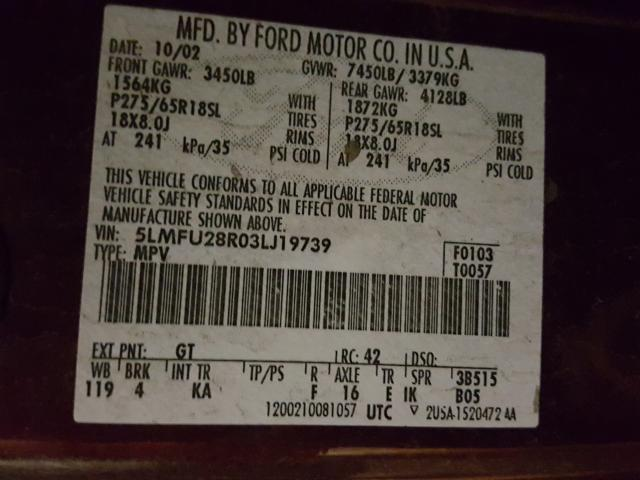 MFD. BY FORD MOTOR CO. IN U.S.A.
DATE: 10/02 GVWR: 7450LB/ 3379KG
FRONT GAWR: 3450LB REAR GAWR: 4128LB
1564KG 1872KG
P275/65R18SL WITH P275/65R18SL WITH
18X8.0J TIRES 18X8.0J TIRES
RIMS RIMS
AT 241 kPa/35 PSI COLD AT 241 kPa/35 PSI COLD
THIS VEHICLE CONFORMS TO ALL APPLICABLE FEDERAL MOTOR
VEHICLE SAFETY STANDARDS IN EFFECT ON THE DATE OF
MANUFACTURE SHOWN ABOVE.
VIN: 5LMFU28R03LJ19739 F0103
TYPE: MPV T0057
EXT PNT: GT RC: 42 DSO:
WB BRK INT TR TP/PS R AXLE TR SPR 3B515
119 4 KA F 16 E IK B05
1200210081057 UTC ▽ 2USA-1520472 AA